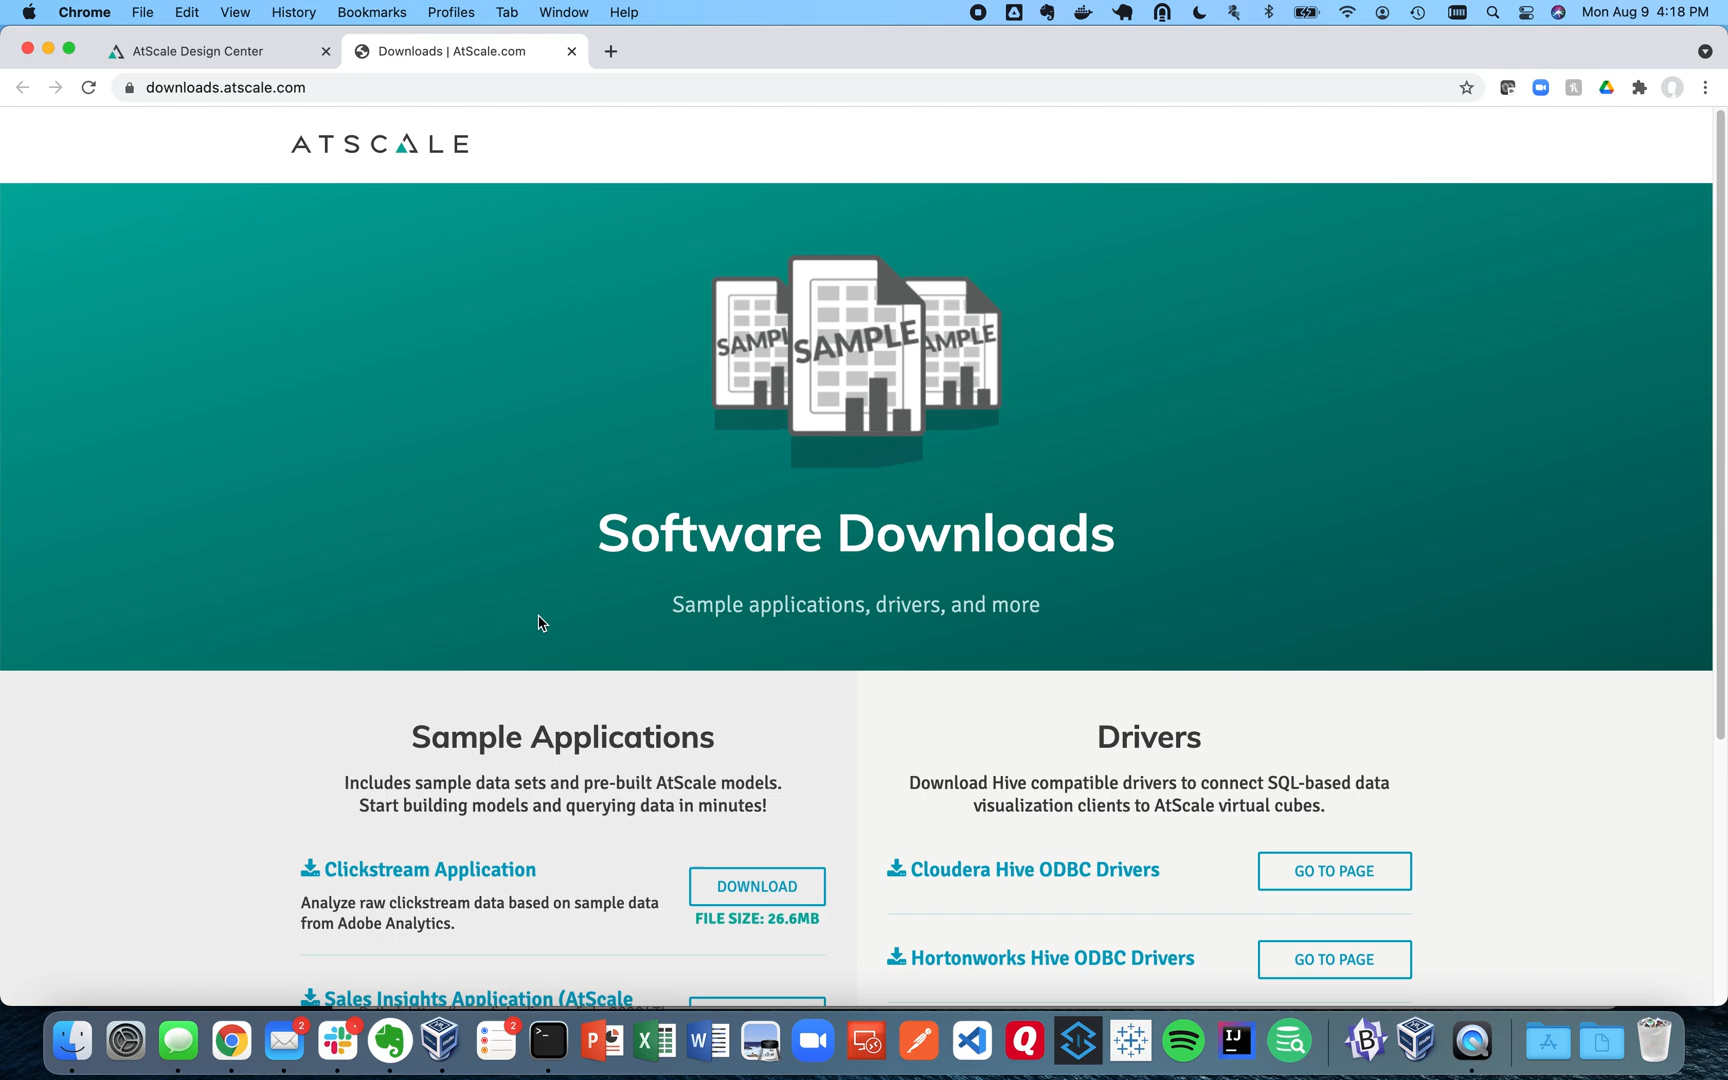 Chrome File Edit View History Bookmarks Profiles Tab Window Help Mon Aug 9 4:18 PM
AtScale Design Center Downloads | AtScale.com
downloads.atscale.com
ATSCALE
SAMPLE
Software Downloads
Sample applications, drivers, and more
Sample Applications
Includes sample data sets and pre-built AtScale models.
Start building models and querying data in minutes!
Clickstream Application
DOWNLOAD
FILE SIZE: 26.6MB
Analyze raw clickstream data based on sample data
from Adobe Analytics.
Sales Insights Application (AtScale
Drivers
Download Hive compatible drivers to connect SQL-based data
visualization clients to AtScale virtual cubes.
Cloudera Hive ODBC Drivers
GO TO PAGE
Hortonworks Hive ODBC Drivers
GO TO PAGE